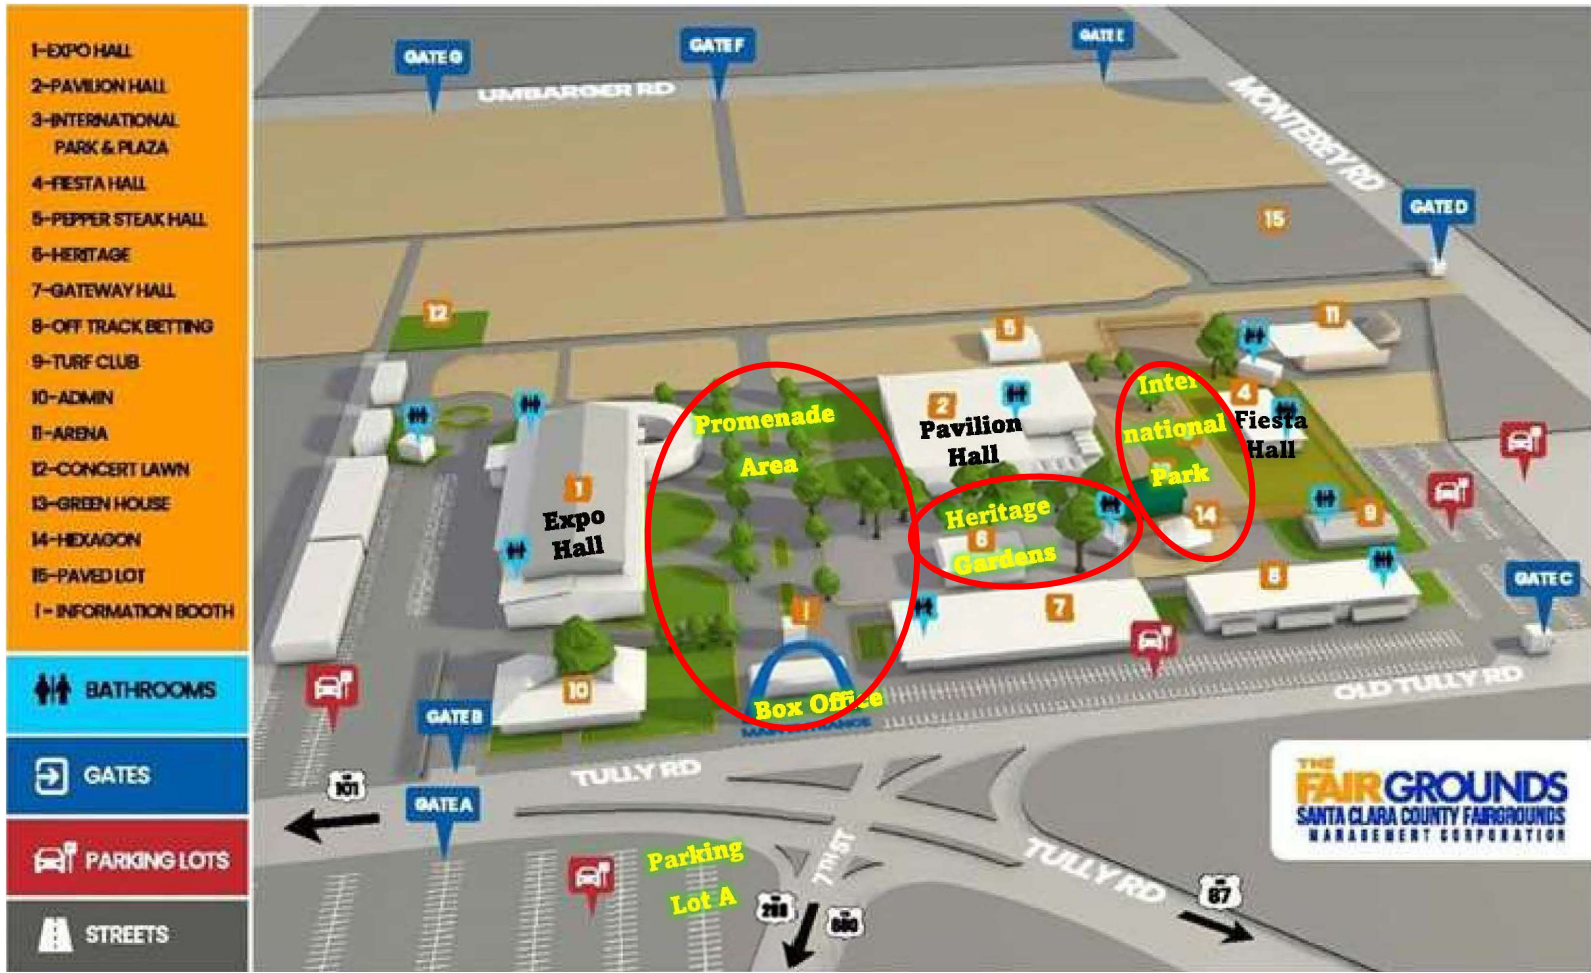 1-EXPO HALL
2-PAVILION HALL
3-INTERNATIONAL
PARK & PLAZA
4-FIESTA HALL
5-PEPPER STEAK HALL
6-HERITAGE
7-GATEWAY HALL
8-OFF TRACK BETTING
9-TURF CLUB
10-ADMIN
11-ARENA
12-CONCERT LAWN
13-GREEN HOUSE
14-HEXAGON
15-PAVED LOT
I - INFORMATION BOOTH
BATHROOMS
GATES
PARKING LOTS
STREETS
GATE G
GATE F
GATE E
UMBARGER RD
MONTEREY RD
GATE D
15
12
5
11
Promenade
Area
2
Pavilion
Hall
Inter
national
Park
4
Fiesta
Hall
1
Expo
Hall
Heritage
6
Gardens
14
9
8
7
I
10
Box Office
MAIN ENTRANCE
GATE C
GATE B
OLD TULLY RD
TULLY RD
101
GATE A
Parking
Lot A
7TH ST
280
680
TULLY RD
87
THE
FAIRGROUNDS
SANTA CLARA COUNTY FAIRGROUNDS
MANAGEMENT CORPORATION